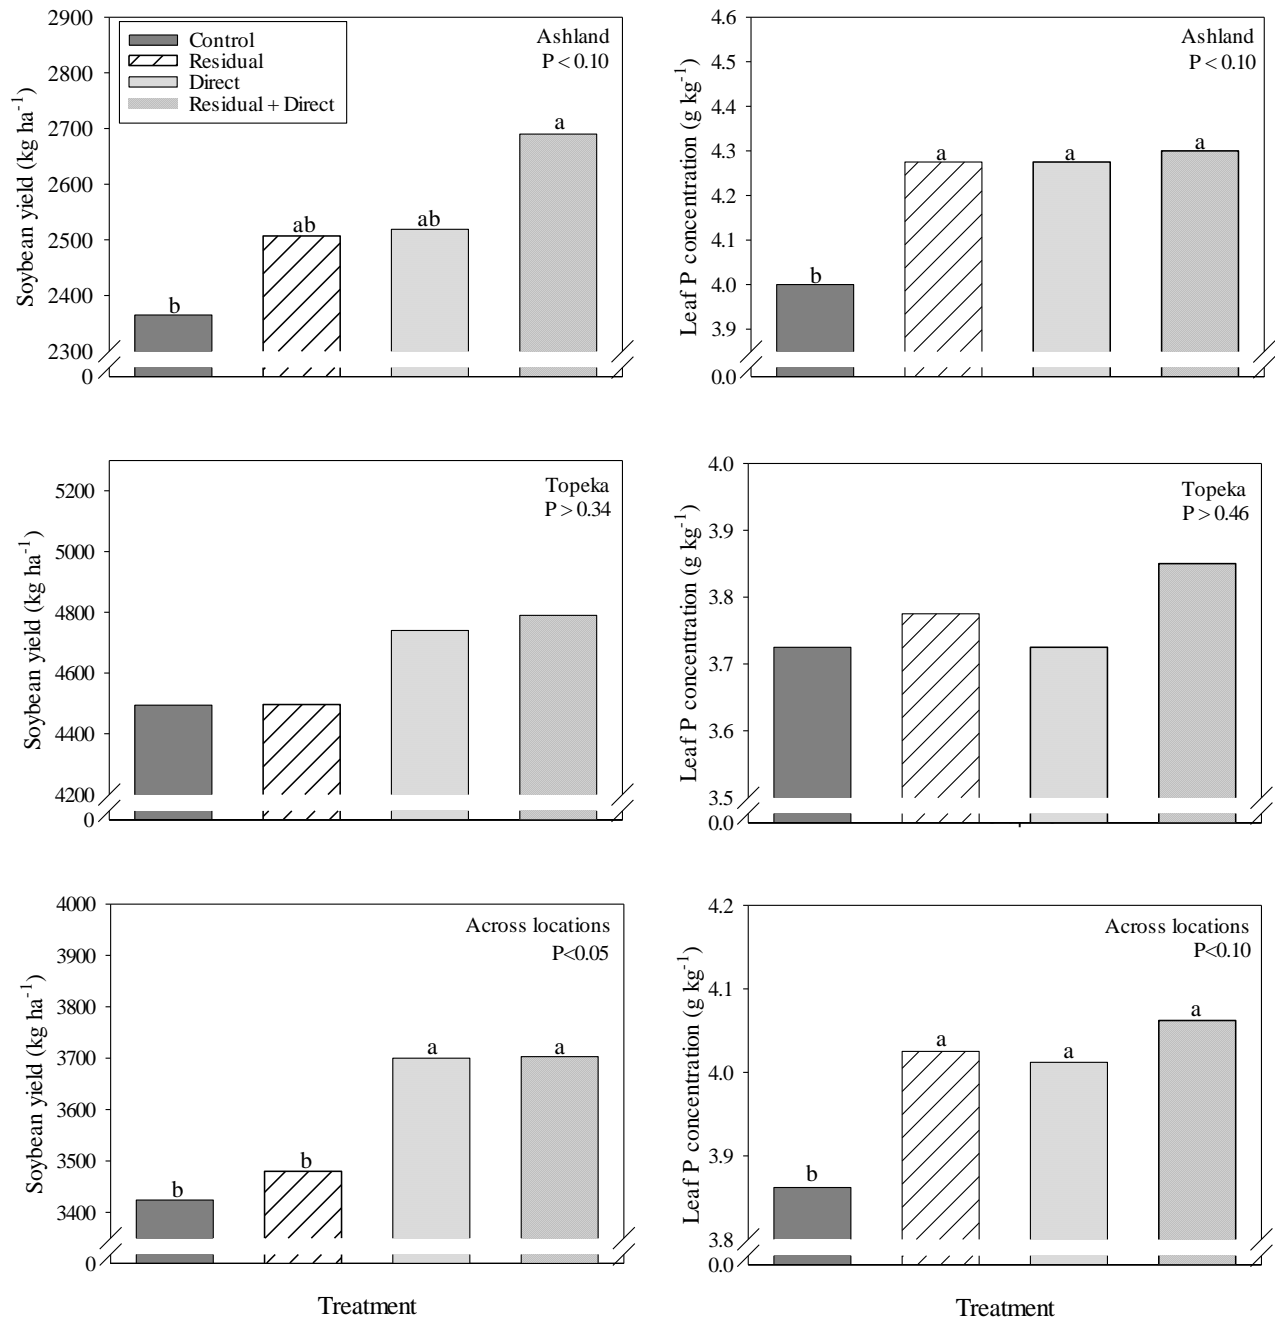 Soybean yield (kg ha-1)
2900
2800
2700
2600
2500
2400
2300
0
Control
Residual
Direct
Residual + Direct
Ashland
P < 0.10
b
ab
ab
a
Leaf P concentration (g kg-1)
4.6
4.5
4.4
4.3
4.2
4.1
4.0
3.9
0.0
Ashland
P < 0.10
b
a
a
a
Soybean yield (kg ha-1)
5200
5000
4800
4600
4400
4200
0
Topeka
P > 0.34
Leaf P concentration (g kg-1)
4.0
3.9
3.8
3.7
3.6
3.5
0.0
Topeka
P > 0.46
Soybean yield (kg ha-1)
4000
3900
3800
3700
3600
3500
3400
0
Across locations
P<0.05
b
b
a
a
Treatment
Leaf P concentration (g kg-1)
4.2
4.1
4.0
3.9
3.8
0.0
Across locations
P<0.10
b
a
a
a
Treatment